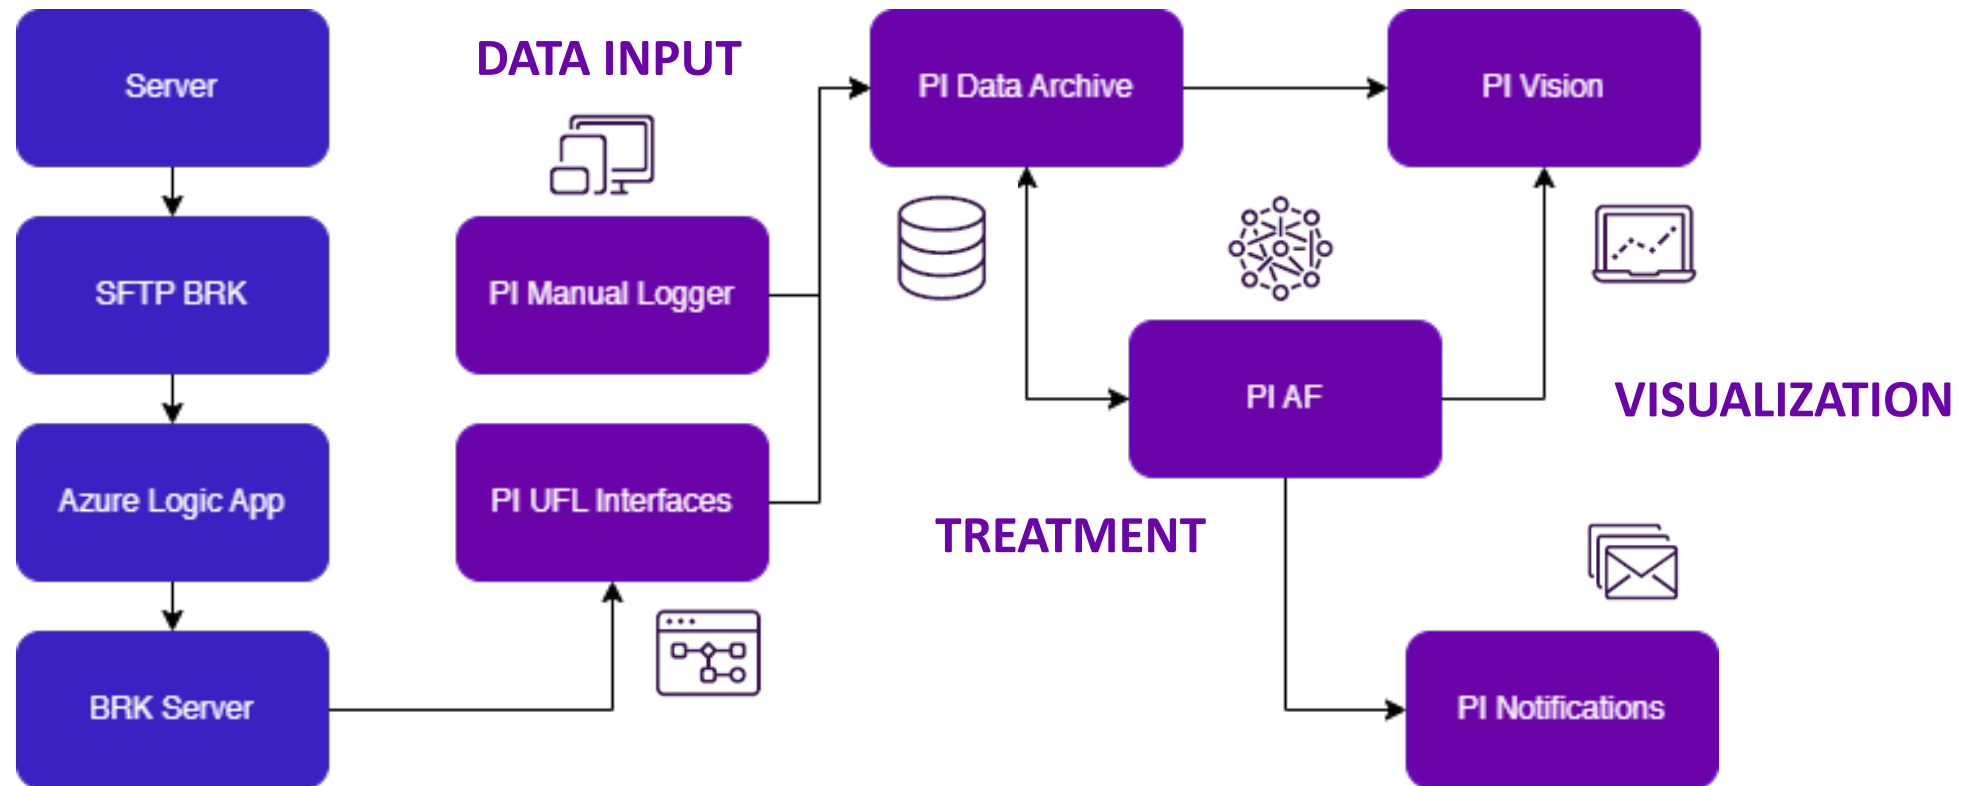 Server
SFTP BRK
Azure Logic App
BRK Server
DATA INPUT
PI Manual Logger
PI UFL Interfaces
PI Data Archive
PI Vision
PI AF
TREATMENT
VISUALIZATION
PI Notifications